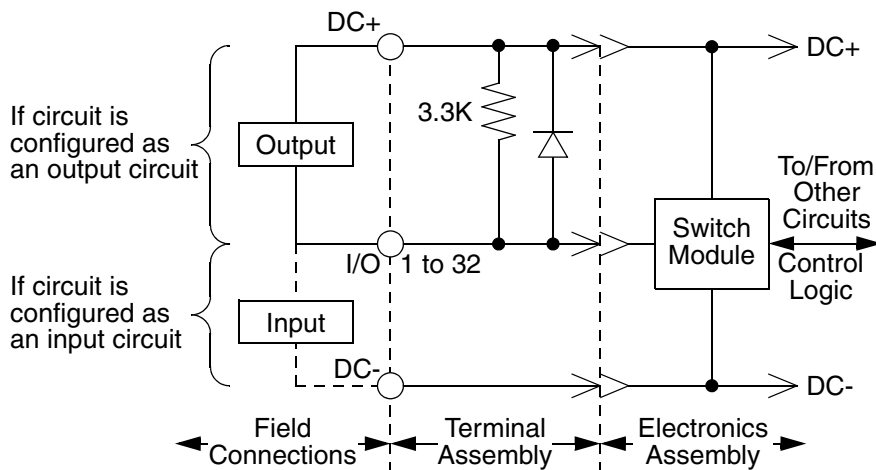 DC+
DC+
If circuit is
configured as
an output circuit
Output
3.3K
To/From
Other
Circuits
Switch
Module
Control
Logic
I/O 1 to 32
If circuit is
configured as
an input circuit
Input
DC-
DC-
Field
Connections
Terminal
Assembly
Electronics
Assembly